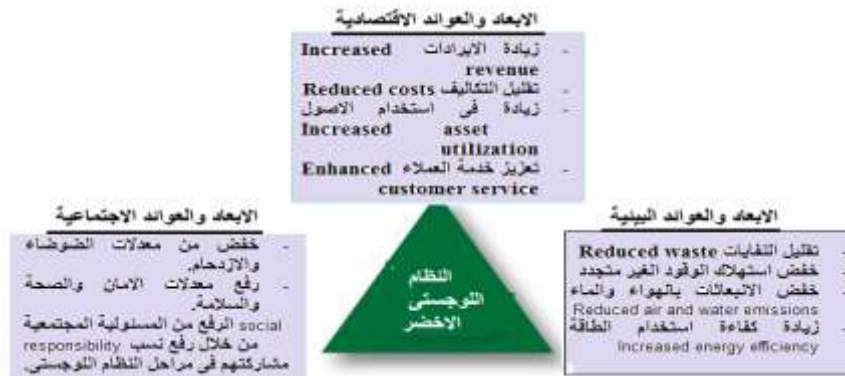 الابعاد والعوائد الاقتصادية
- زيادة الايرادات Increased
revenue
- تقليل التكاليف Reduced costs
- زيادة فى استخدام الاصول
Increased asset
utilization
- تعزيز خدمة العملاء Enhanced
customer service
الابعاد والعوائد البيئية
- تقليل النفايات Reduced waste
- خفض استهلاك الوقود الغير متجدد
- خفض الانبعاثات بالهواء والماء
Reduced air and water emissions
- زيادة كفاءة استخدام الطاقة
Increased energy efficiency
النظام
اللوجستى
الاخضر
الابعاد والعوائد الاجتماعية
- خفض من معدلات الضوضاء
والازدحام.
- رفع معدلات الامان والصحة
والسلامة.
- الرفع من المسئولية المجتمعية social
responsibility من خلال رفع نسب
مشاركتهم فى مراحل النظام اللوجستى.